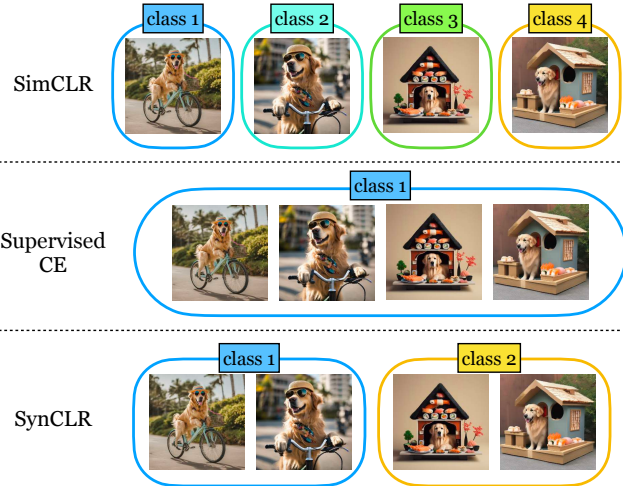 class 1
class 2
class 3
class 4
SimCLR
class 1
Supervised
CE
class 1
class 2
SynCLR